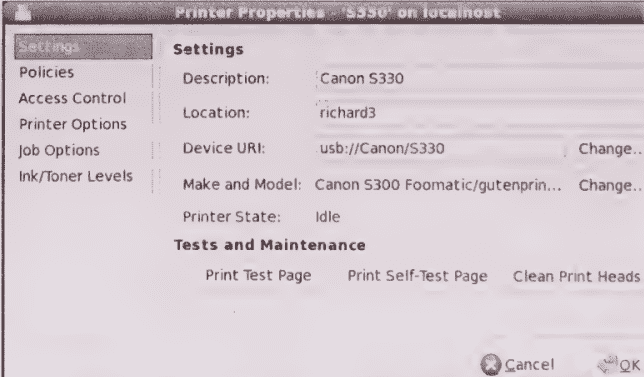 Printer Properties - 'S330' on localhost
Settings
Policies
Access Control
Printer Options
Job Options
Ink/Toner Levels
Settings
Description: Canon S330
Location: richard3
Device URI: usb://Canon/S330 Change..
Make and Model: Canon S300 Foomatic/gutenprin... Change..
Printer State: Idle
Tests and Maintenance
Print Test Page Print Self-Test Page Clean Print Heads
Cancel OK